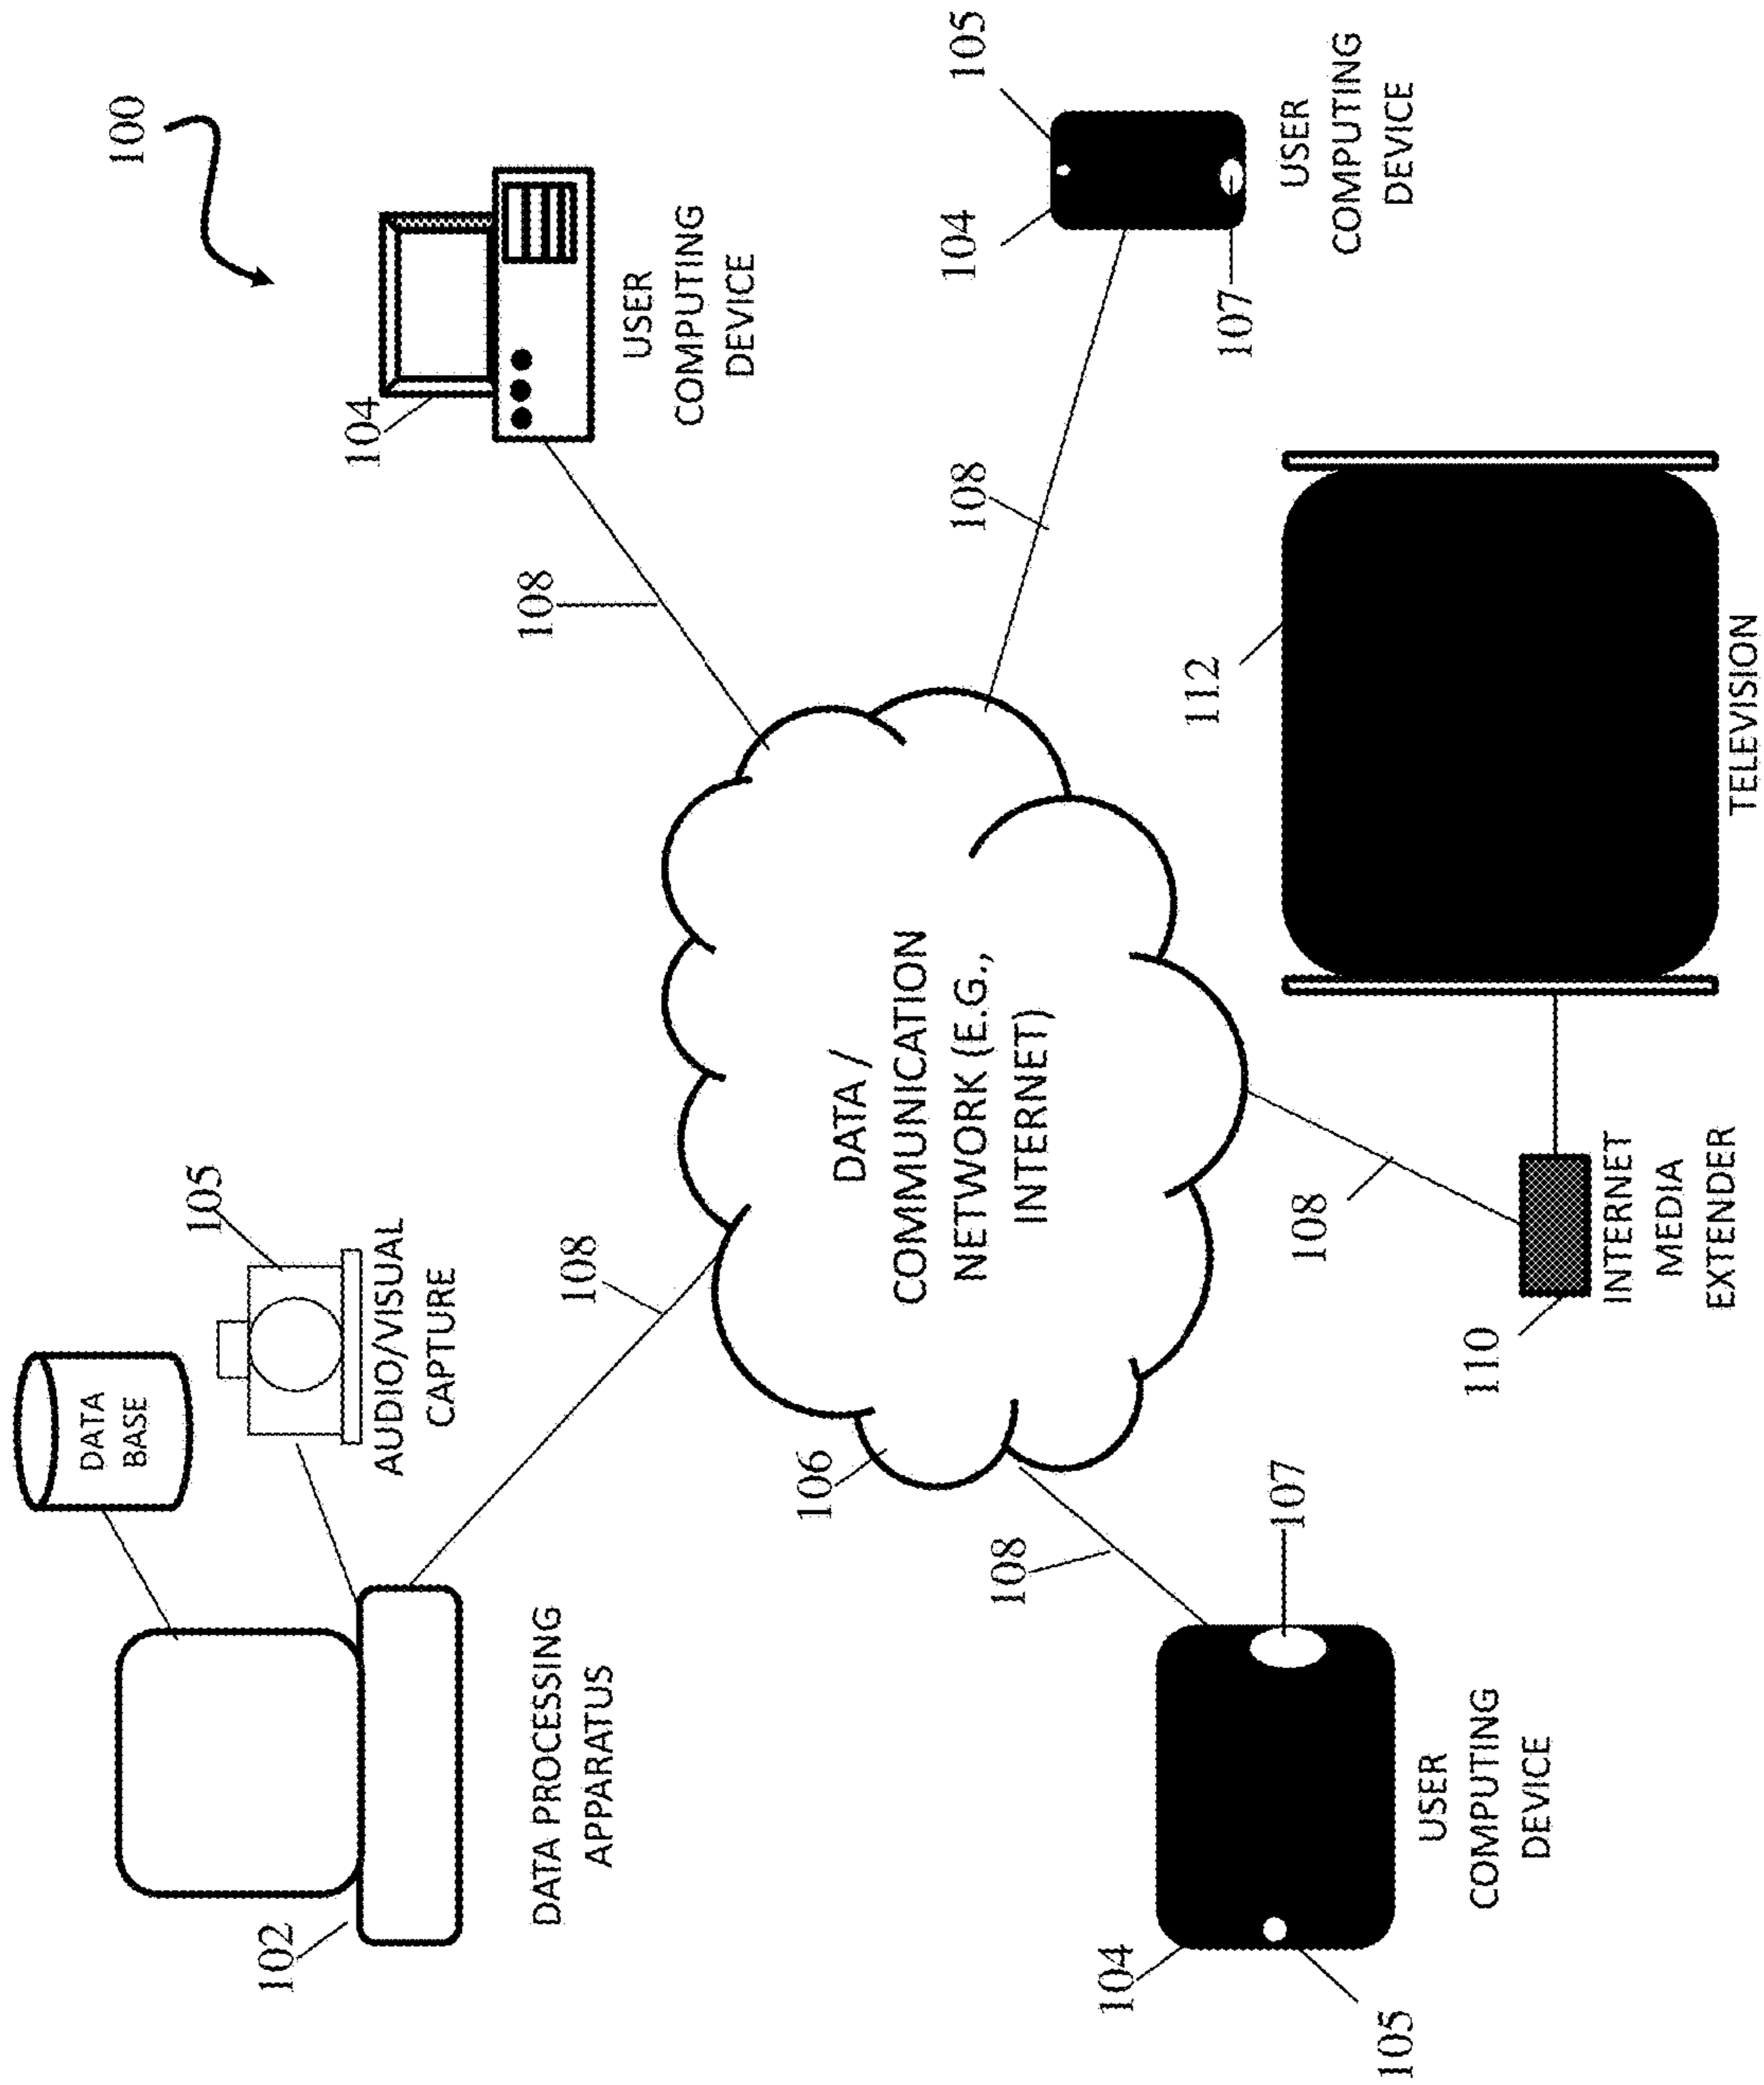 100
DATA
BASE
105
AUDIO/VISUAL
CAPTURE
102
DATA PROCESSING
APPARATUS
108
104
USER
COMPUTING
DEVICE
108
106
DATA /
COMMUNICATION
NETWORK (E.G.,
INTERNET)
108
104
105
107
USER
COMPUTING
DEVICE
108
107
104
105
USER
COMPUTING
DEVICE
108
110
INTERNET
MEDIA
EXTENDER
112
TELEVISION